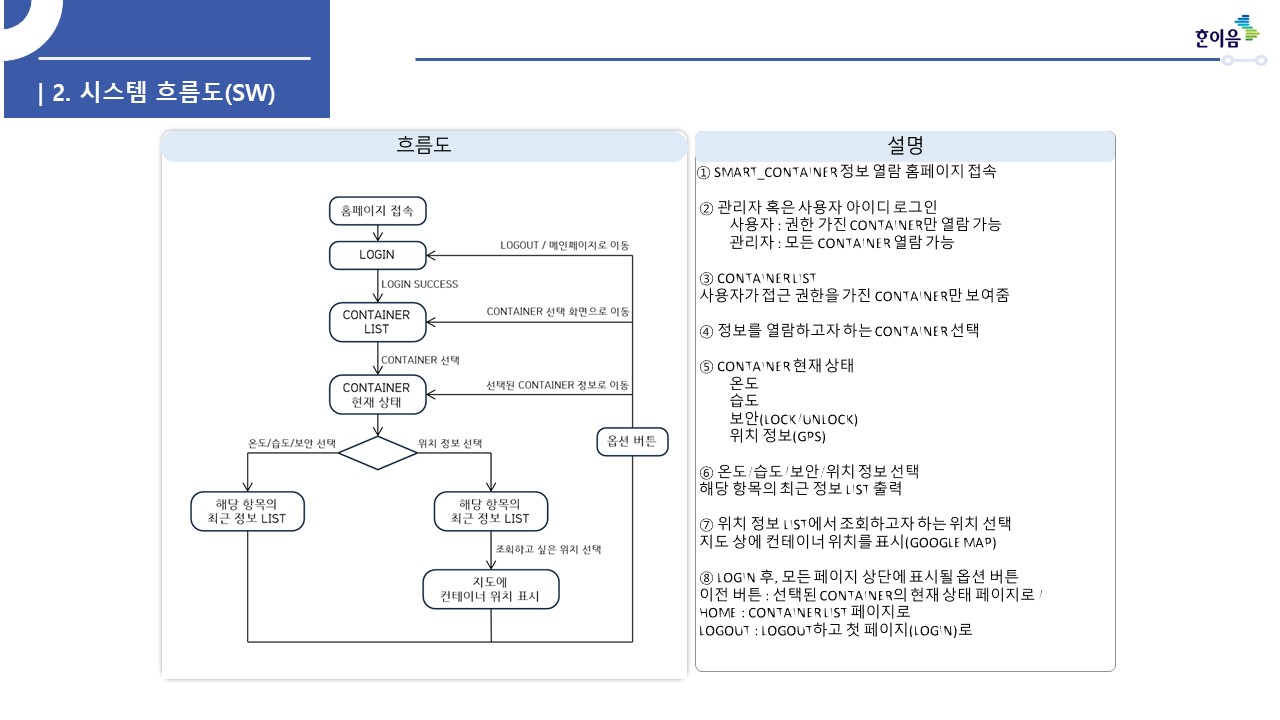 한이음
| 2. 시스템 흐름도(SW)
흐름도
홈페이지 접속
LOGOUT / 메인페이지로 이동
LOGIN
LOGIN SUCCESS
CONTAINER 선택 화면으로 이동
CONTAINER
LIST
CONTAINER 선택
선택된 CONTAINER 정보로 이동
CONTAINER
현재 상태
온도/습도/보안 선택
위치 정보 선택
옵션 버튼
해당 항목의
최근 정보 LIST
해당 항목의
최근 정보 LIST
조회하고 싶은 위치 선택
지도에
컨테이너 위치 표시
설명
① SMART_CONTAINER 정보 열람 홈페이지 접속
② 관리자 혹은 사용자 아이디 로그인
사용자 : 권한 가진 CONTAINER만 열람 가능
관리자 : 모든 CONTAINER 열람 가능
③ CONTAINER LIST
사용자가 접근 권한을 가진 CONTAINER만 보여줌
④ 정보를 열람하고자 하는 CONTAINER 선택
⑤ CONTAINER 현재 상태
온도
습도
보안(LOCK/UNLOCK)
위치 정보(GPS)
⑥ 온도/습도/보안/위치 정보 선택
해당 항목의 최근 정보 LIST 출력
⑦ 위치 정보 LIST에서 조회하고자 하는 위치 선택
지도 상에 컨테이너 위치를 표시(GOOGLE MAP)
⑧ LOGIN 후, 모든 페이지 상단에 표시될 옵션 버튼
이전 버튼 : 선택된 CONTAINER의 현재 상태 페이지로 /
HOME : CONTAINER LIST 페이지로
LOGOUT : LOGOUT하고 첫 페이지(LOGIN)로